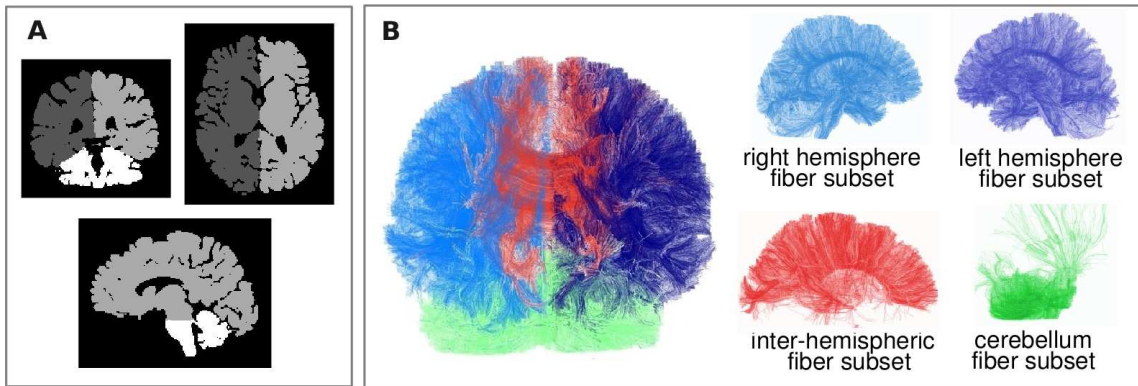 A
B
right hemisphere
fiber subset
left hemisphere
fiber subset
inter-hemispheric
fiber subset
cerebellum
fiber subset